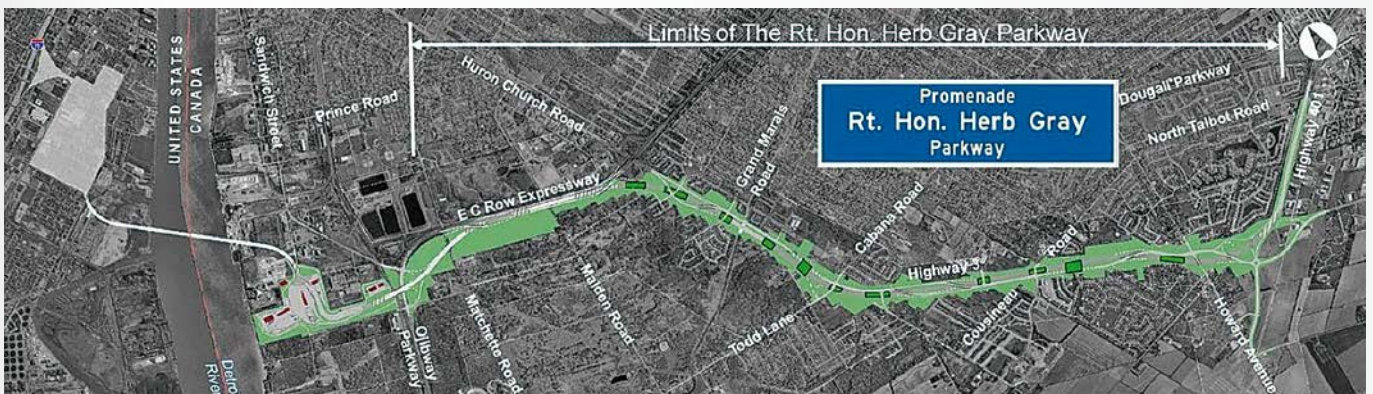 Limits of The Rt. Hon. Herb Gray Parkway
75
UNITED STATES
CANADA
Sandwich Street
Prince Road
Huron Church Road
Grand Marais
Road
Promenade
Rt. Hon. Herb Gray
Parkway
Dougall Parkway
North Talbot Road
Highway 401
E C Row Expressway
Cabana Road
Highway 3
Detroit
River
Ojibway
Parkway
Matchette Road
Malden Road
Todd Lane
Cousineau Road
Howard Avenue